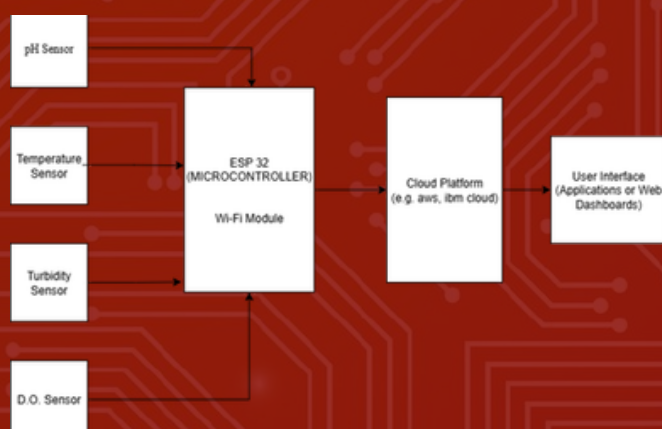 pH Sensor
Temperature
Sensor
Turbidity
Sensor
D.O. Sensor
ESP 32
(MICROCONTROLLER)
Wi-Fi Module
Cloud Platform
(e.g. aws, ibm cloud)
User Interface
(Applications or Web
Dashboards)